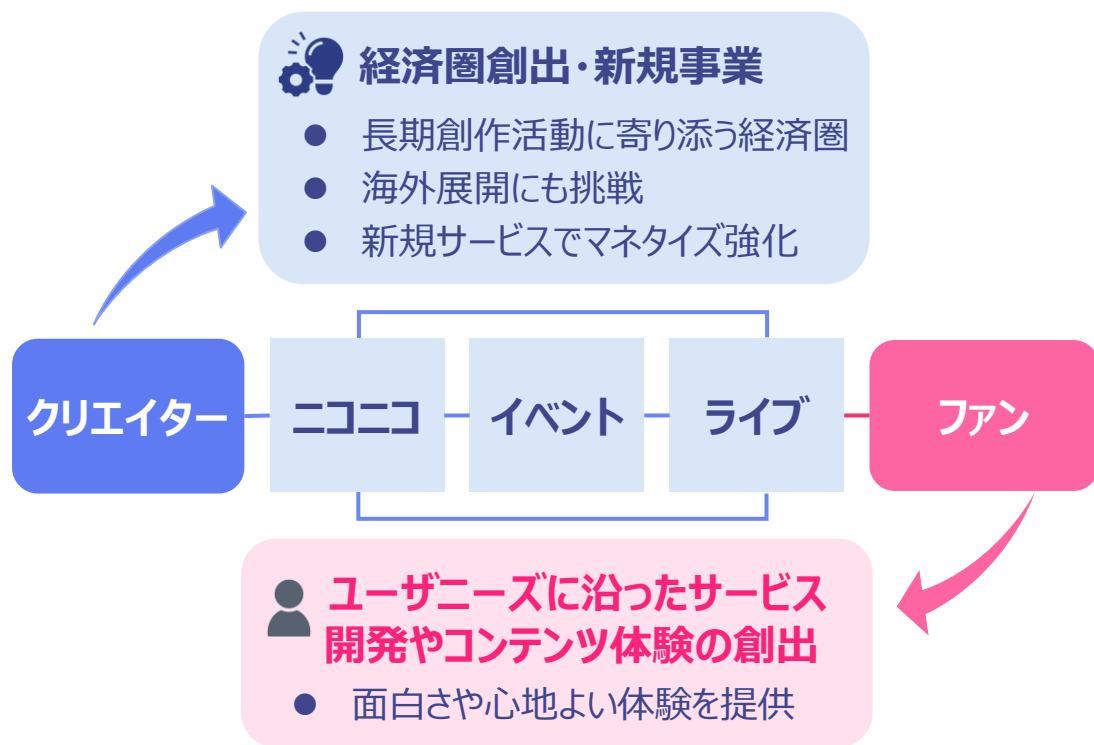 経済圏創出・新規事業
● 長期創作活動に寄り添う経済圏
● 海外展開にも挑戦
● 新規サービスでマネタイズ強化
クリエイター
ニコニコ
イベント
ライブ
ファン
ユーザニーズに沿ったサービス
開発やコンテンツ体験の創出
● 面白さや心地よい体験を提供